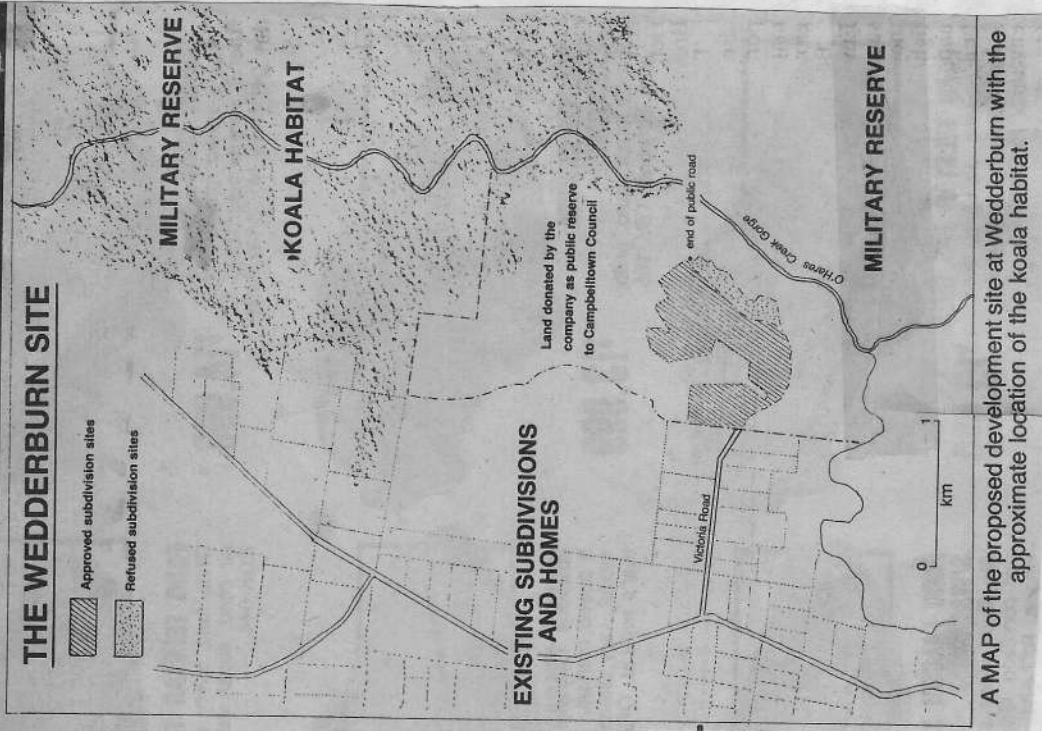 THE WEDDERBURN SITE
Approved subdivision sites
Refused subdivision sites
MILITARY RESERVE
KOALA HABITAT
Land donated by the
company as public reserve
to Campbelltown Council
end of public road
O'Hares Creek Gorge
MILITARY RESERVE
EXISTING SUBDIVISIONS
AND HOMES
Victoria Road
0
1
km
A MAP of the proposed development site at Wedderburn with the
approximate location of the koala habitat.